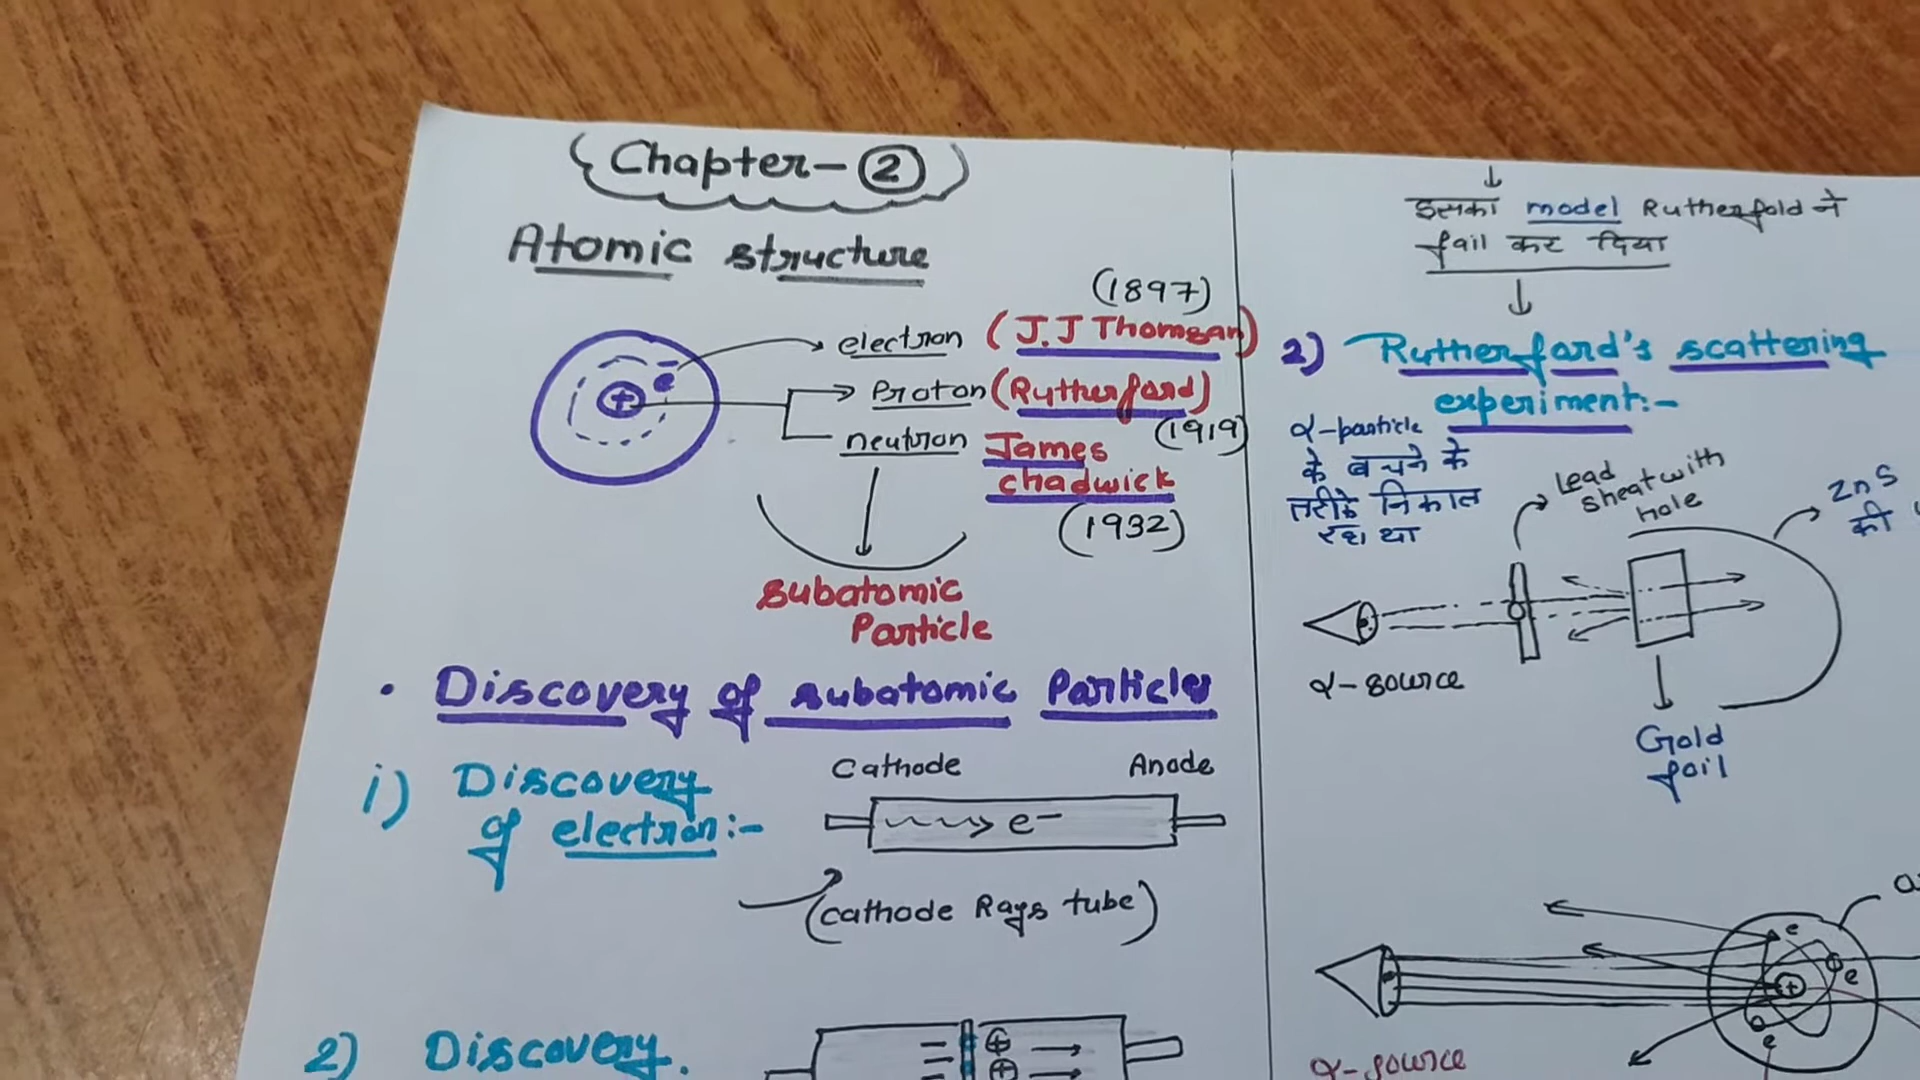 Chapter-②
Atomic structure
(1897)
electron (J.J Thomsan)
Proton (Rutherford)
(1919)
neutron James
chadwick
(1932)
subatomic
Particle
• Discovery of subatomic Particles
i) Discovery
of electron:-
Cathode Anode
e-
(cathode Rays tube)
2) Discovery.
इसका model Rutherfold ने
fail कर दिया
2) Rutherford's scattering
experiment:-
α-particle
के बचने के
तरीके निकाल
रहा था
Lead
sheat with
hole
ZnS
की
α-source
Gold
foil
e
e
e
α-source